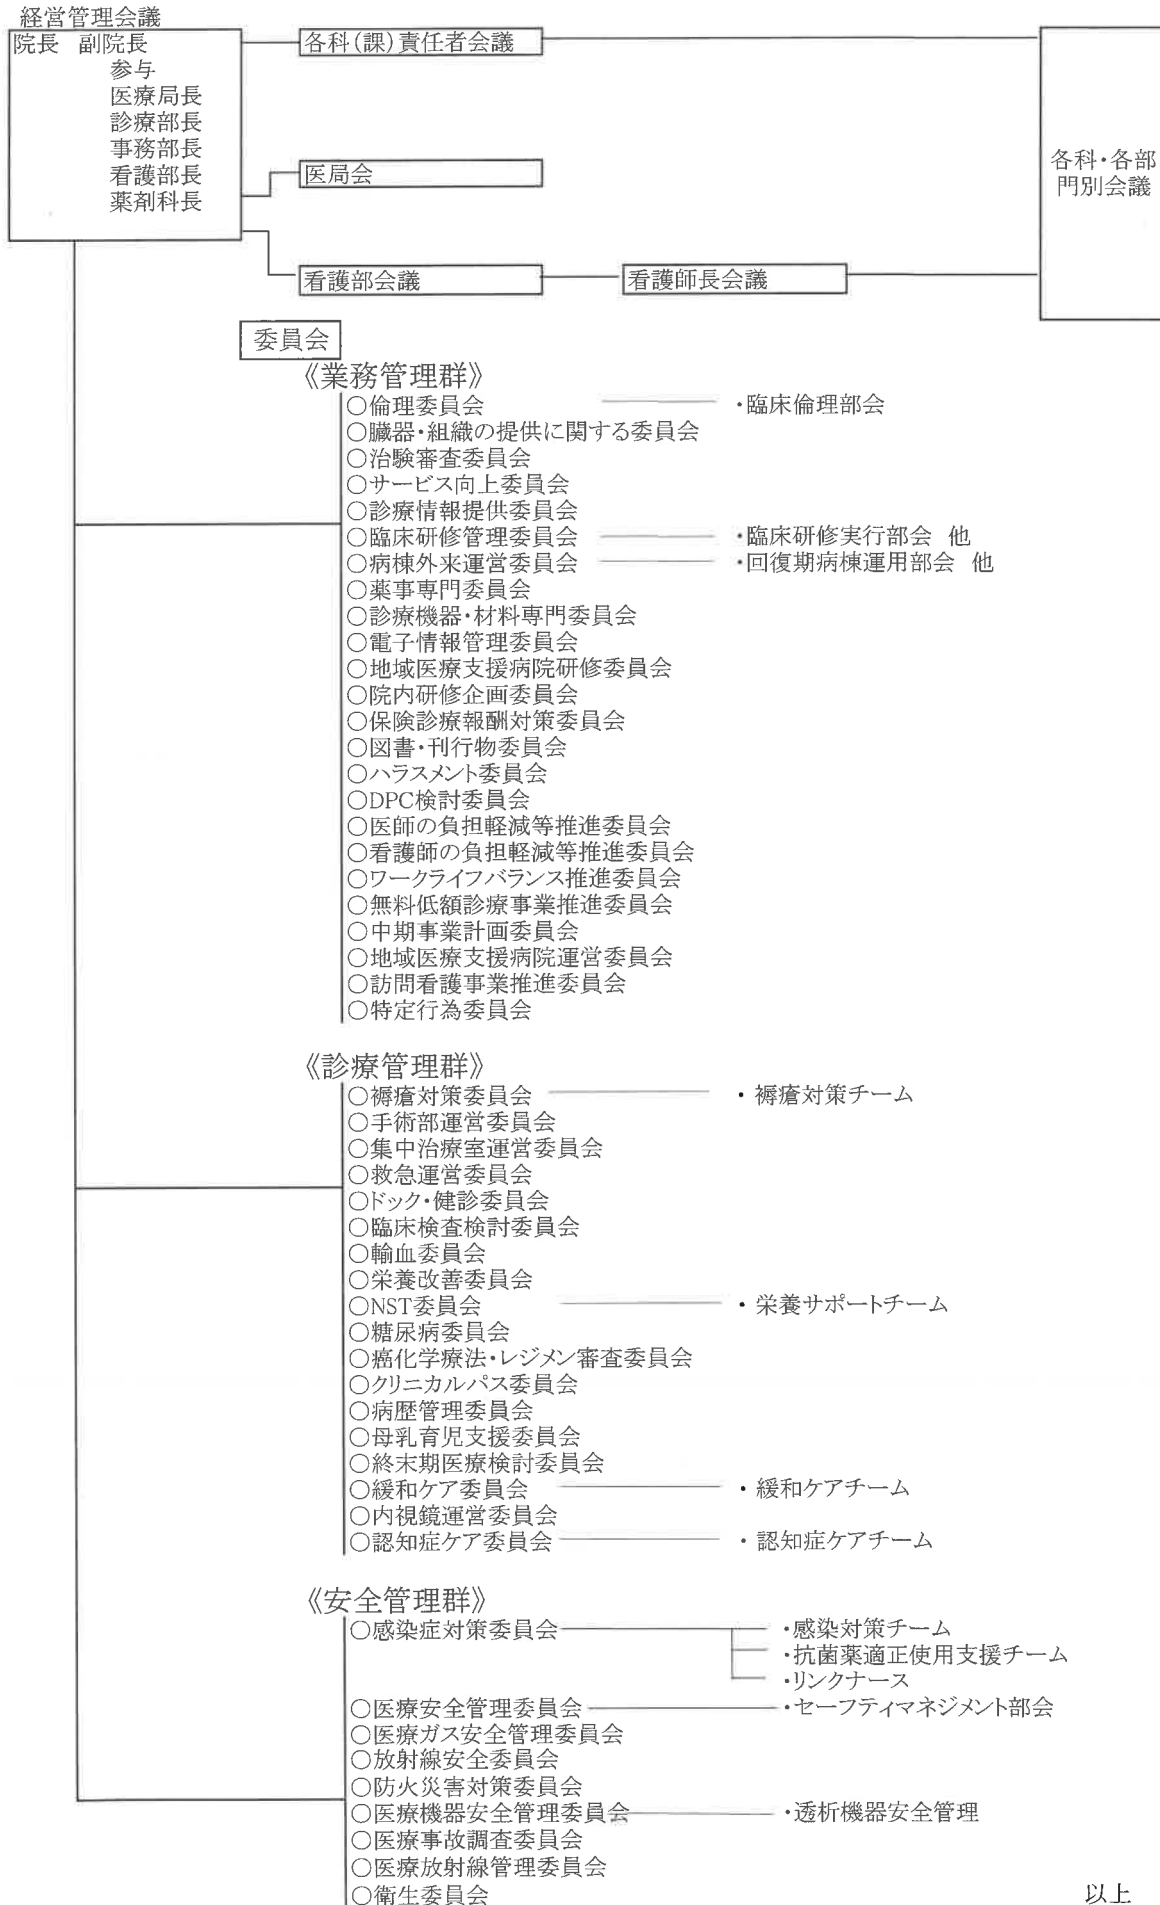 経営管理会議
院長 副院長 各科(課)責任者会議
参与
医療局長
診療部長
事務部長
看護部長 医局会
薬剤科長
各科・各部
門別会議
看護部会議 看護師長会議
委員会
《業務管理群》
○倫理委員会 ・臨床倫理部会
○臓器・組織の提供に関する委員会
○治験審査委員会
○サービス向上委員会
○診療情報提供委員会
○臨床研修管理委員会 ・臨床研修実行部会 他
○病棟外来運営委員会 ・回復期病棟運用部会 他
○薬事専門委員会
○診療機器・材料専門委員会
○電子情報管理委員会
○地域医療支援病院研修委員会
○院内研修企画委員会
○保険診療報酬対策委員会
○図書・刊行物委員会
○ハラスメント委員会
○DPC検討委員会
○医師の負担軽減等推進委員会
○看護師の負担軽減等推進委員会
○ワークライフバランス推進委員会
○無料低額診療事業推進委員会
○中期事業計画委員会
○地域医療支援病院運営委員会
○訪問看護事業推進委員会
○特定行為委員会
《診療管理群》
○褥瘡対策委員会 ・褥瘡対策チーム
○手術部運営委員会
○集中治療室運営委員会
○救急運営委員会
○ドック・健診委員会
○臨床検査検討委員会
○輸血委員会
○栄養改善委員会
○NST委員会 ・栄養サポートチーム
○糖尿病委員会
○癌化学療法・レジメン審査委員会
○クリニカルパス委員会
○病歴管理委員会
○母乳育児支援委員会
○終末期医療検討委員会
○緩和ケア委員会 ・緩和ケアチーム
○内視鏡運営委員会
○認知症ケア委員会 ・認知症ケアチーム
《安全管理群》
○感染症対策委員会 ・感染対策チーム
・抗菌薬適正使用支援チーム
・リンクナース
○医療安全管理委員会 ・セーフティマネジメント部会
○医療ガス安全管理委員会
○放射線安全委員会
○防火災害対策委員会
○医療機器安全管理委員会 ・透析機器安全管理
○医療事故調査委員会
○医療放射線管理委員会
○衛生委員会 以上